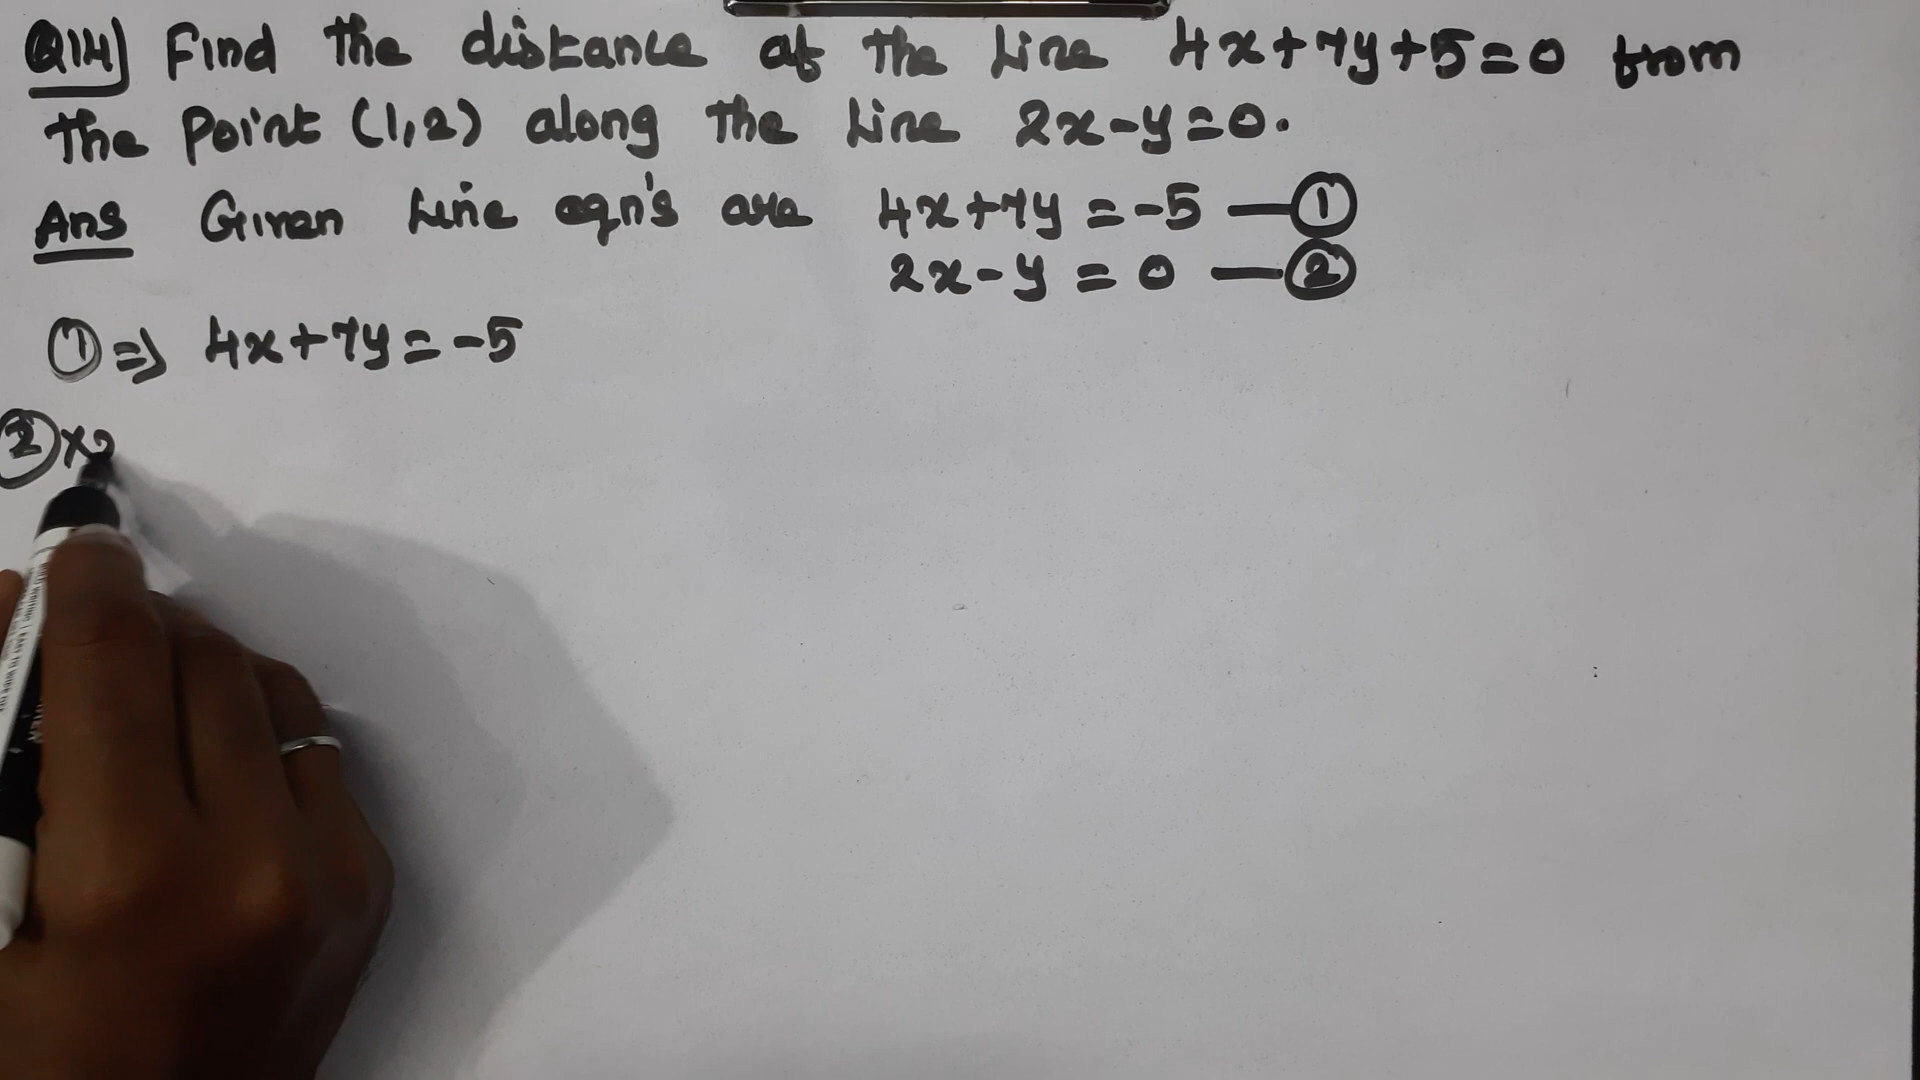 Q14) Find the distance of the line 4x+7y+5=0 from
the point (1,2) along the line 2x-y=0.
Ans Given line eqn's are 4x+7y = -5 — ①
2x-y = 0 — ②
① ⇒ 4x+7y = -5
② ×2